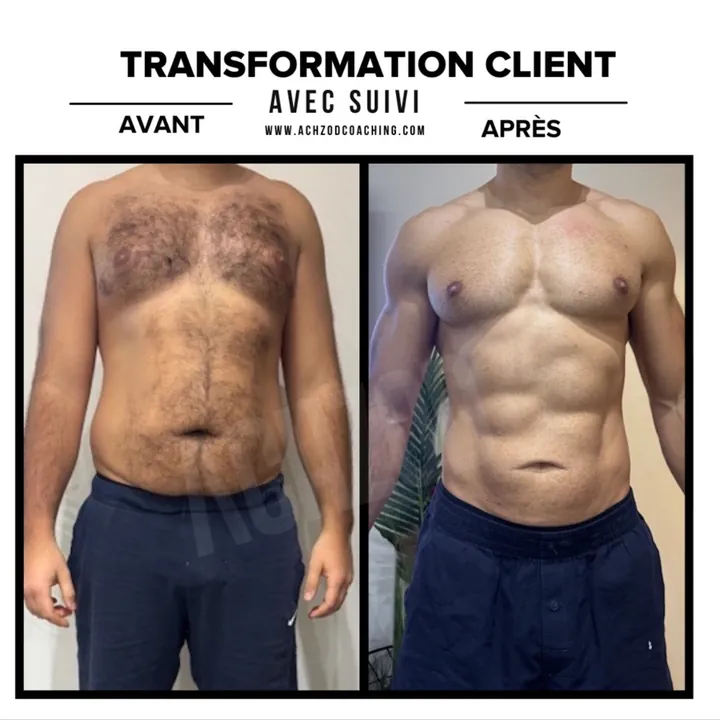 TRANSFORMATION CLIENT
AVEC SUIVI
AVANT
WWW.ACHZODCOACHING.COM
APRÈS